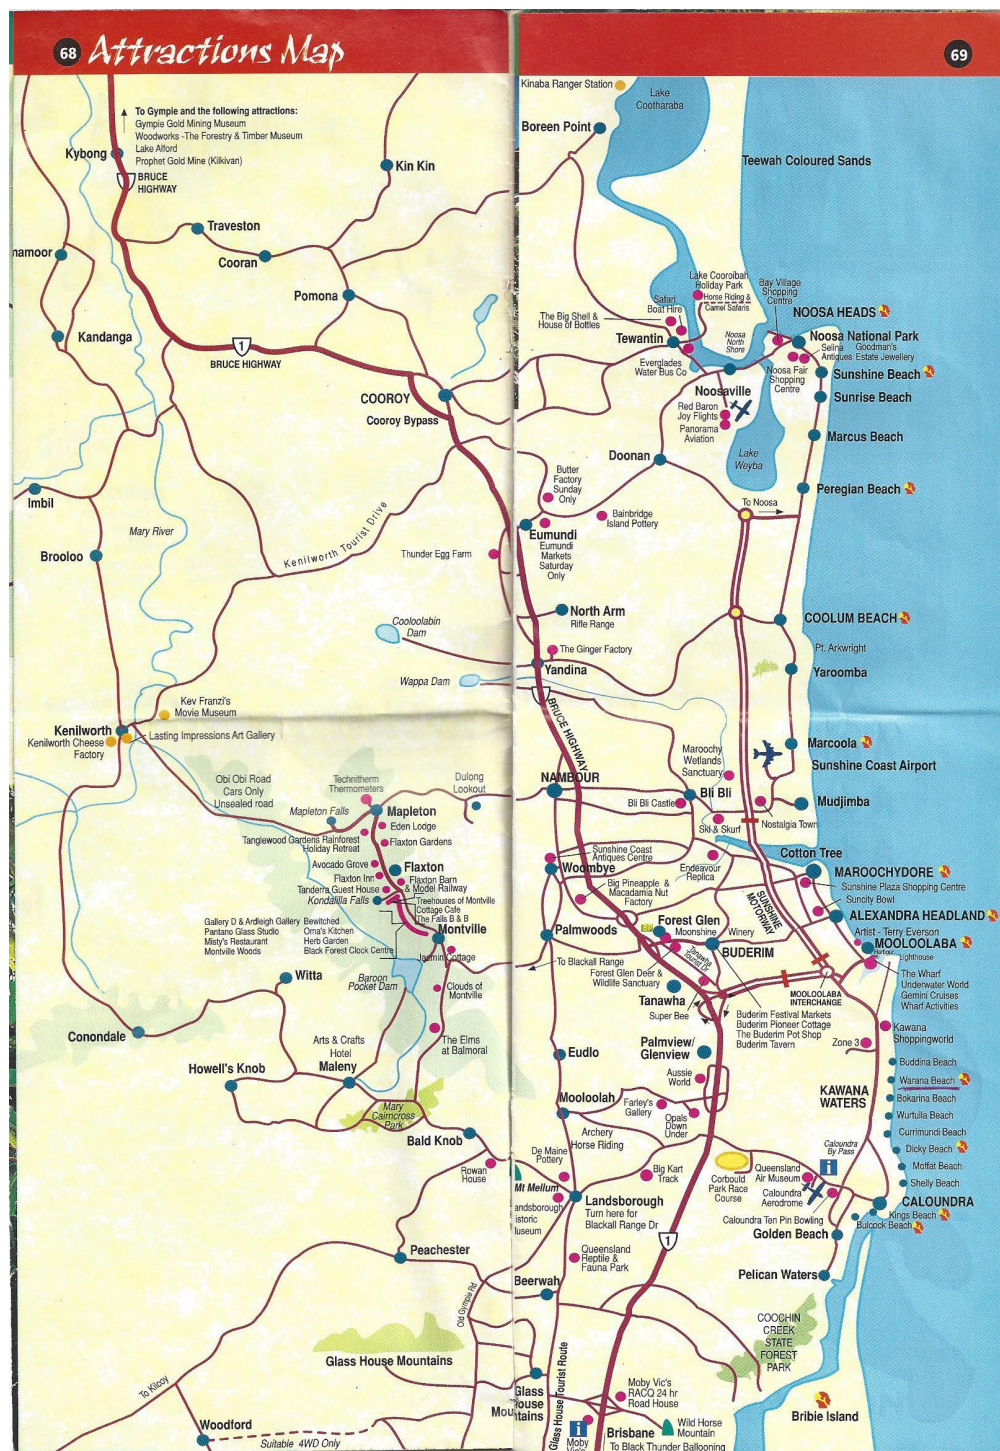 68 Attractions Map
69
To Gympie and the following attractions:
Gympie Gold Mining Museum
Woodworks -The Forestry & Timber Museum
Lake Alford
Prophet Gold Mine (Kilkivan)
Kybong
BRUCE
HIGHWAY
Kin Kin
Traveston
Cooran
Pomona
Kandanga
1
BRUCE HIGHWAY
COOROY
Cooroy Bypass
Imbil
Mary River
Brooloo
Kenilworth Tourist Drive
Thunder Egg Farm
Cooloolabin
Dam
Wappa Dam
Kev Franzi's
Movie Museum
Kenilworth
Kenilworth Cheese
Factory
Lasting Impressions Art Gallery
Obi Obi Road
Cars Only
Unsealed road
Technitherm
Thermometers
Dulong
Lookout
Mapleton Falls
Mapleton
Eden Lodge
Tanglewood Gardens Rainforest
Holiday Retreat
Flaxton Gardens
Avocado Grove
Flaxton
Flaxton Inn
Flaxton Barn
& Model Railway
Tanderra Guest House
Kondalilla Falls
Treehouses of Montville
Cottage Cafe
The Falls B & B
Gallery D & Ardleigh Gallery
Pantano Glass Studio
Misty's Restaurant
Montville Woods
Bewitched
Oma's Kitchen
Herb Garden
Black Forest Clock Centre
Montville
Jasmin Cottage
Witta
Baroon
Pocket Dam
Clouds of
Montville
Conondale
Arts & Crafts
Hotel
Maleny
The Elms
at Balmoral
Howell's Knob
Mary
Cairncross
Park
Bald Knob
Rowan
House
Peachester
Old Gympie Rd
Glass House Mountains
To Kilcoy
Woodford
Suitable 4WD Only
Kinaba Ranger Station
Lake
Cootharaba
Boreen Point
Teewah Coloured Sands
Lake Cooroibah
Holiday Park
Horse Riding &
Camel Safaris
Bay Village
Shopping
Centre
Safari
Boat Hire
NOOSA HEADS
The Big Shell &
House of Bottles
Tewantin
Noosa
North
Shore
Noosa National Park
Selina
Antiques
Goodman's
Estate Jewellery
Everglades
Water Bus Co
Noosa Fair
Shopping
Centre
Sunshine Beach
Noosaville
Sunrise Beach
Red Baron
Joy Flights
Panorama
Aviation
Marcus Beach
Doonan
Lake
Weyba
Butter
Factory
Sunday
Only
Peregian Beach
To Noosa
Bainbridge
Island Pottery
Eumundi
Eumundi
Markets
Saturday
Only
North Arm
Rifle Range
COOLUM BEACH
The Ginger Factory
Pt. Arkwright
Yandina
Yaroomba
BRUCE HIGHWAY
Maroochy
Wetlands
Sanctuary
Marcoola
Sunshine Coast Airport
NAMBOUR
Bli Bli
Bli Bli Castle
Mudjimba
Ski & Skurf
Nostalgia Town
Sunshine Coast
Antiques Centre
Cotton Tree
Woombye
Endeavour
Replica
MAROOCHYDORE
Big Pineapple &
Macadamia Nut
Factory
SUNSHINE
MOTORWAY
Sunshine Plaza Shopping Centre
Suncity Bowl
Forest Glen
Moonshine
Winery
ALEXANDRA HEADLAND
Palmwoods
Artist - Terry Everson
BUDERIM
MOOLOOLABA
Harbour
Lighthouse
To Blackall Range
Tanawha
Tourist Dr
Forest Glen Deer &
Wildlife Sanctuary
The Wharf
Underwater World
Gemini Cruises
Wharf Activities
Tanawha
Super Bee
MOOLOOLABA
INTERCHANGE
Buderim Festival Markets
Buderim Pioneer Cottage
The Buderim Pot Shop
Buderim Tavern
Kawana
Shoppingworld
Zone 3
Eudlo
Palmview/
Glenview
Buddina Beach
Aussie
World
Warana Beach
KAWANA
WATERS
Bokarina Beach
Mooloolah
Farley's
Gallery
Opals
Down
Under
Wurtulla Beach
Archery
Horse Riding
Currimundi Beach
Caloundra
By Pass
Dicky Beach
De Maine
Pottery
Big Kart
Track
Corbould
Park Race
Course
Queensland
Air Museum
i
Moffat Beach
Mt Mellum
Caloundra
Aerodrome
Shelly Beach
Landsborough
Turn here for
Blackall Range Dr
CALOUNDRA
Caloundra Ten Pin Bowling
Kings Beach
Bulcock Beach
Golden Beach
1
Queensland
Reptile &
Fauna Park
Pelican Waters
Beerwah
COOCHIN
CREEK
STATE
FOREST
PARK
Glass House Tourist Route
Moby Vic's
RACQ 24 hr
Road House
Bribie Island
i
Moby
Brisbane
Wild Horse
Mountain
To Black Thunder Ballooning